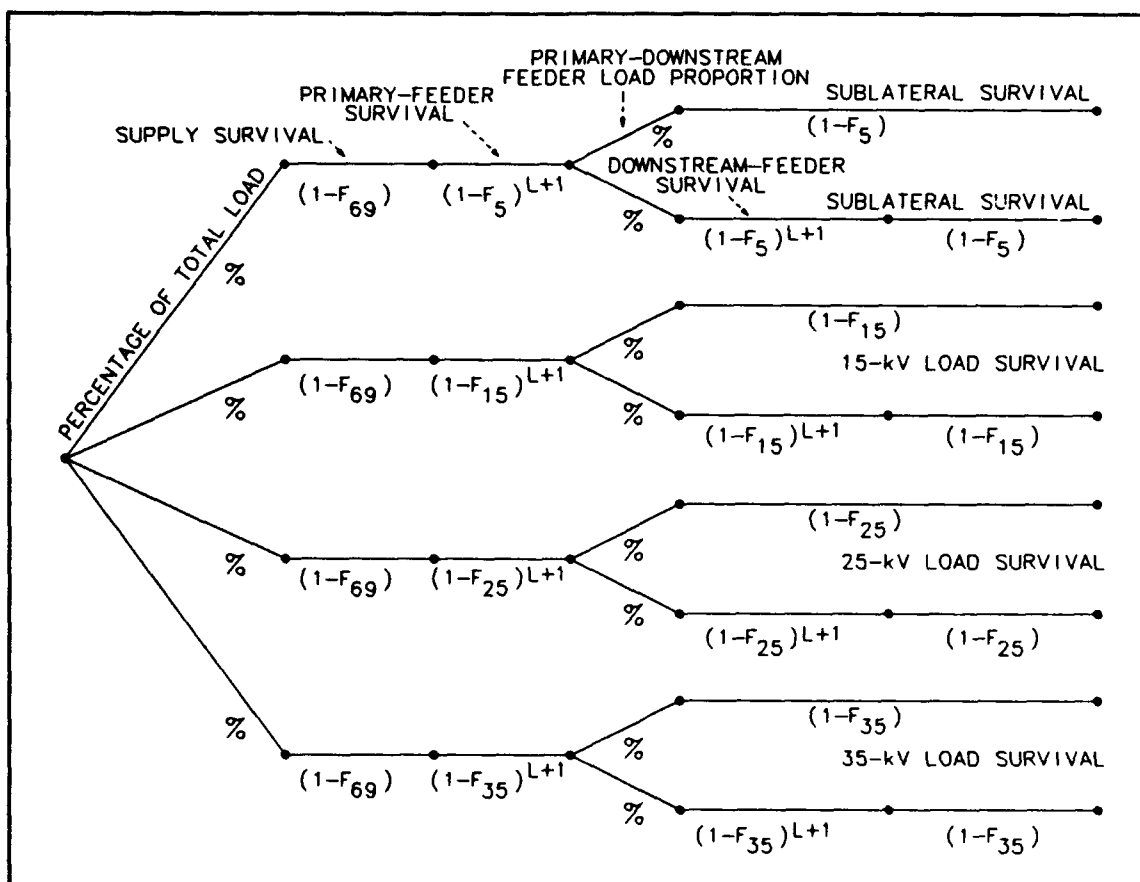 PRIMARY-DOWNSTREAM
FEEDER LOAD PROPORTION
SUBLATERAL SURVIVAL
PRIMARY-FEEDER
SURVIVAL
SUPPLY SURVIVAL
%
(1-F5)
DOWNSTREAM-FEEDER
SURVIVAL
(1-F69)
(1-F5)L+1
%
SUBLATERAL SURVIVAL
(1-F5)L+1
(1-F5)
PERCENTAGE OF TOTAL LOAD
%
(1-F15)
%
15-kV LOAD SURVIVAL
(1-F69)
(1-F15)L+1
%
%
(1-F15)L+1
(1-F15)
(1-F25)
%
25-kV LOAD SURVIVAL
%
(1-F69)
(1-F25)L+1
%
(1-F25)L+1
(1-F25)
(1-F35)
%
%
35-kV LOAD SURVIVAL
(1-F69)
(1-F35)L+1
%
(1-F35)L+1
(1-F35)